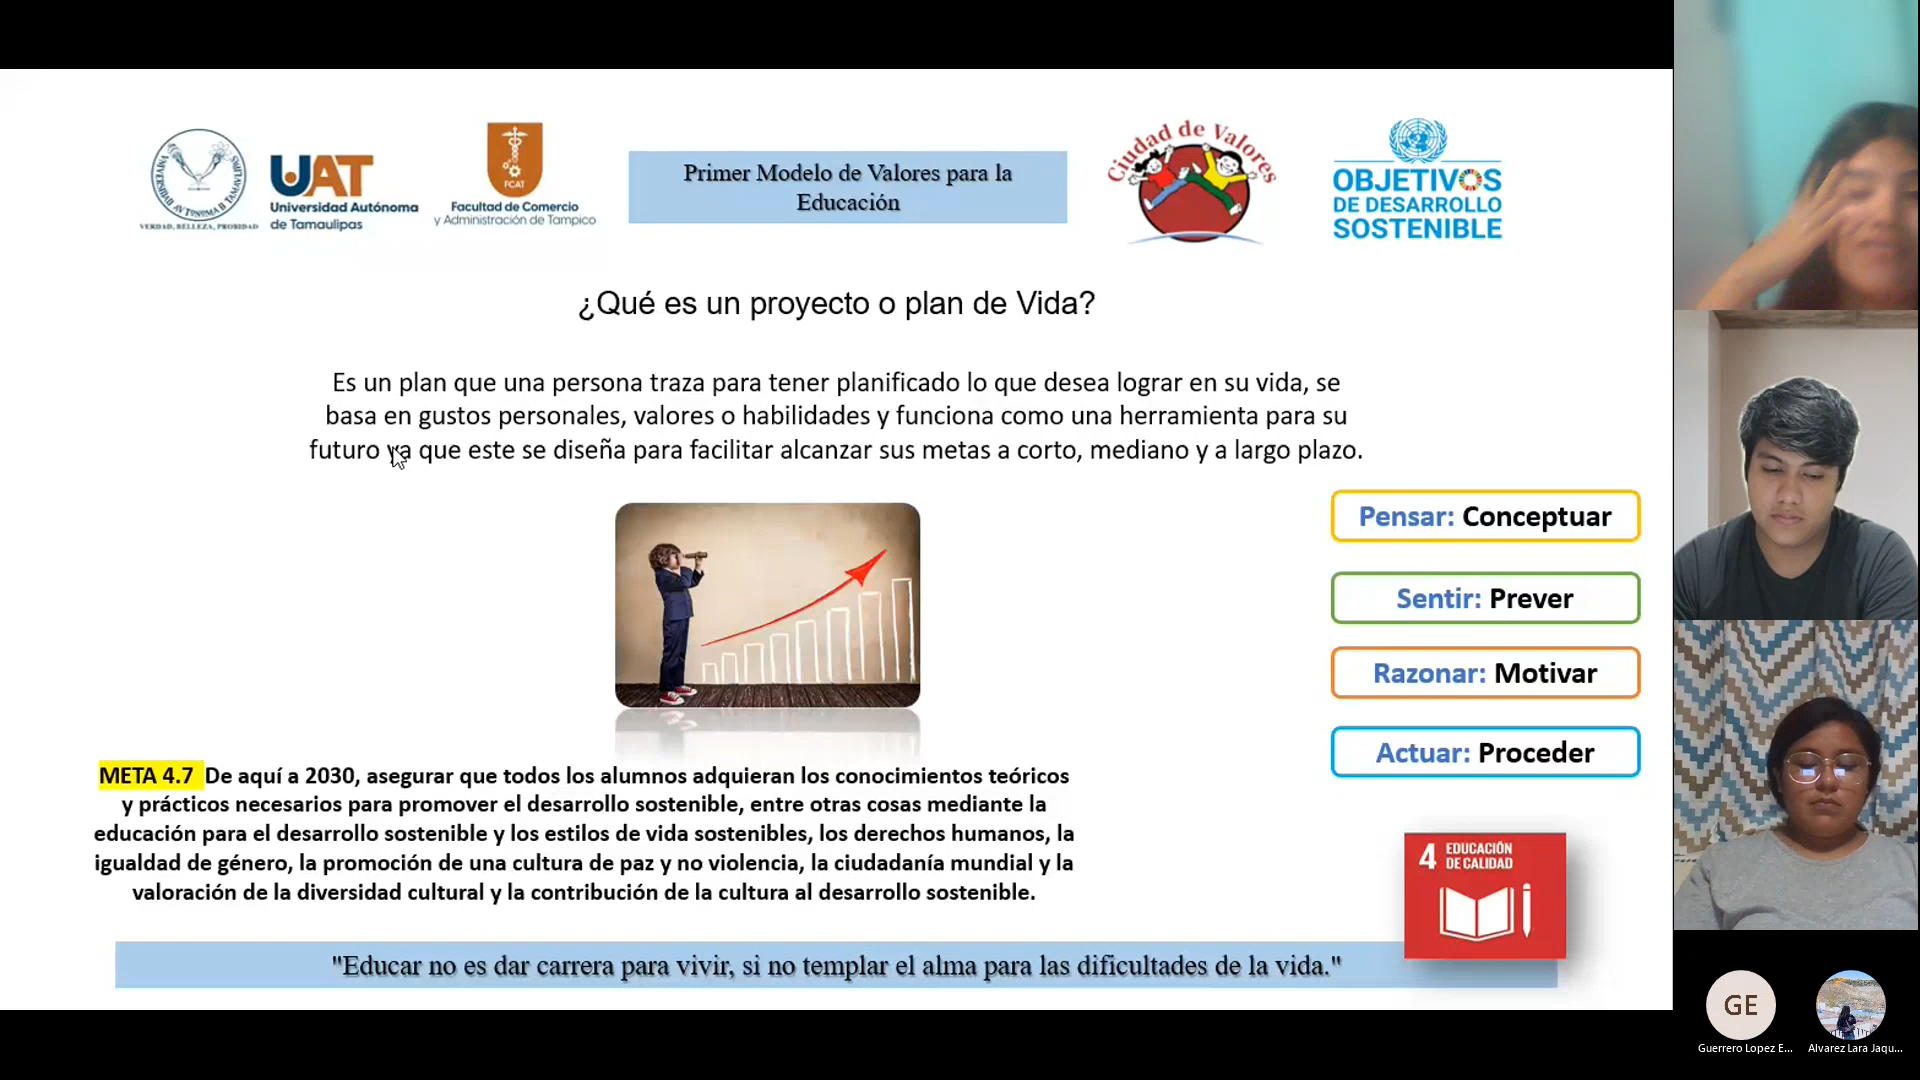 UNIVERSIDAD AUTÓNOMA DE TAMAULIPAS
VERDAD, BELLEZA, PROBIDAD
UAT
Universidad Autónoma
de Tamaulipas
FCAT
Facultad de Comercio
y Administración de Tampico
Primer Modelo de Valores para la
Educación
Ciudad de Valores
OBJETIVOS
DE DESARROLLO
SOSTENIBLE
¿Qué es un proyecto o plan de Vida?
Es un plan que una persona traza para tener planificado lo que desea lograr en su vida, se
basa en gustos personales, valores o habilidades y funciona como una herramienta para su
futuro ya que este se diseña para facilitar alcanzar sus metas a corto, mediano y a largo plazo.
Pensar: Conceptuar
Sentir: Prever
Razonar: Motivar
Actuar: Proceder
META 4.7 De aquí a 2030, asegurar que todos los alumnos adquieran los conocimientos teóricos
y prácticos necesarios para promover el desarrollo sostenible, entre otras cosas mediante la
educación para el desarrollo sostenible y los estilos de vida sostenibles, los derechos humanos, la
igualdad de género, la promoción de una cultura de paz y no violencia, la ciudadanía mundial y la
valoración de la diversidad cultural y la contribución de la cultura al desarrollo sostenible.
4 EDUCACIÓN
DE CALIDAD
"Educar no es dar carrera para vivir, si no templar el alma para las dificultades de la vida."
GE
Guerrero Lopez E...
Alvarez Lara Jaqu...